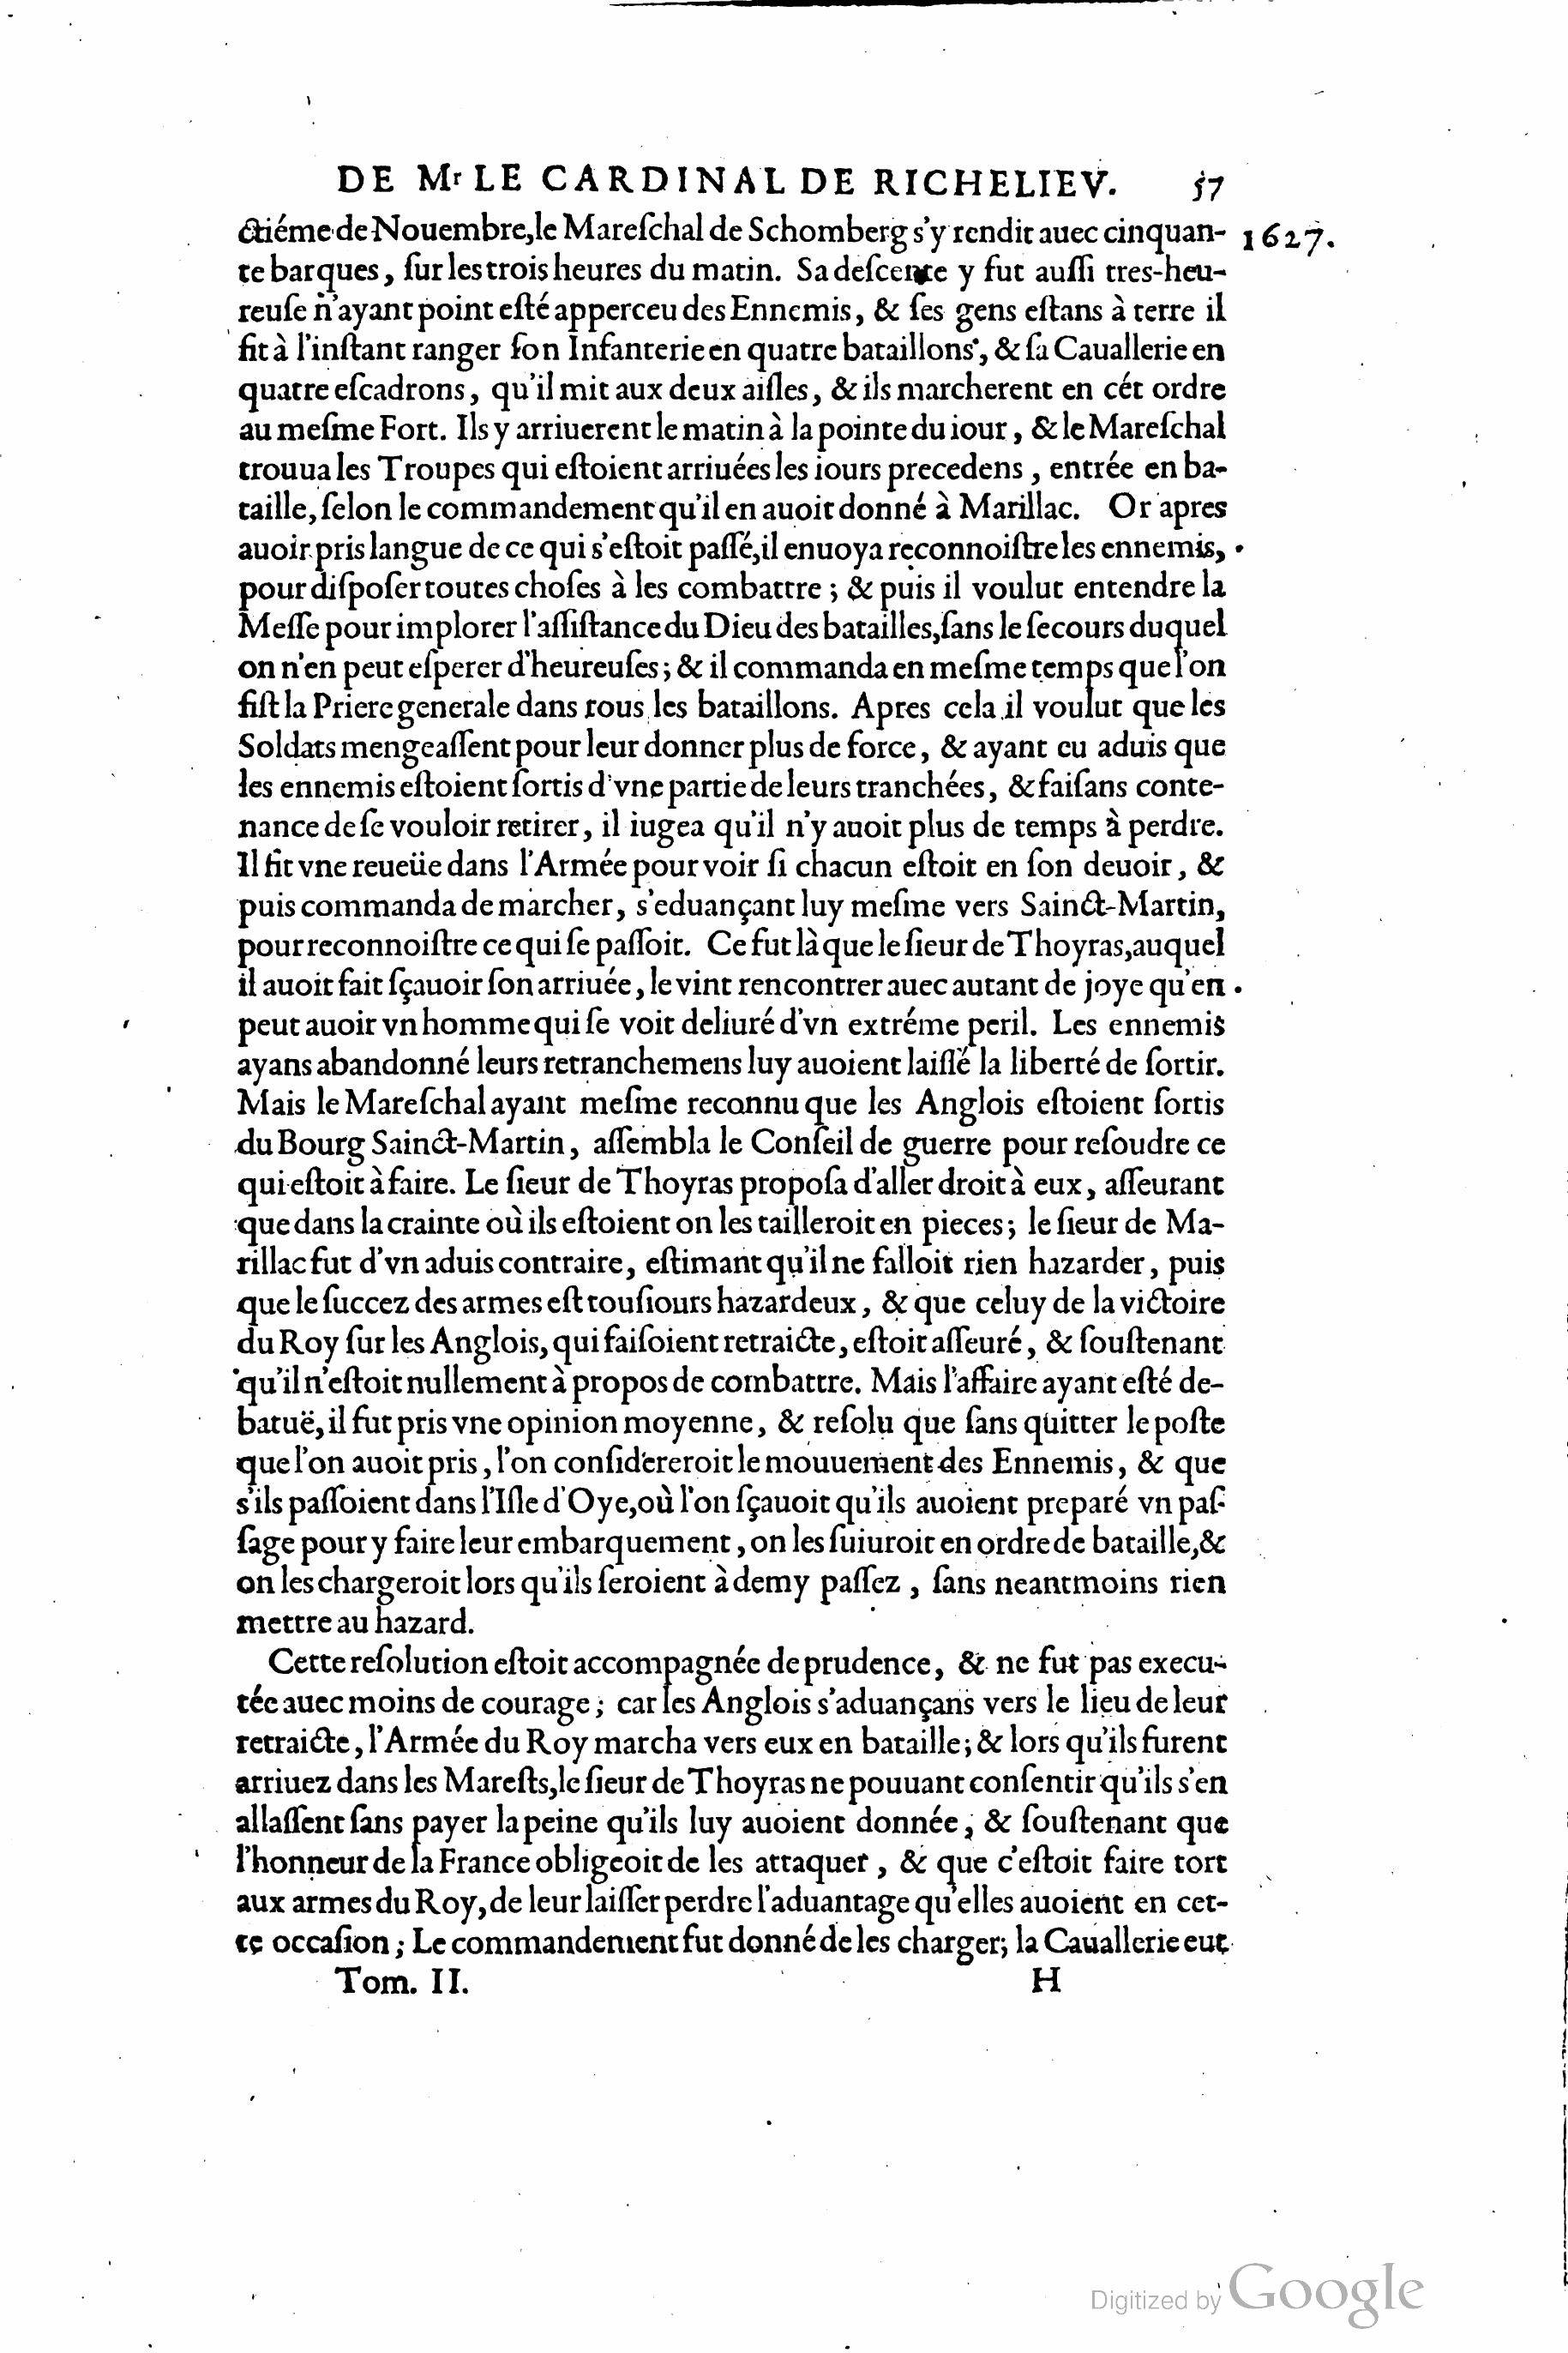 DE Mr LE CARDINAL DE RICHELIEV. 57
ctiéme de Nouembre, le Mareſchal de Schomberg s'y rendit auec cinquan- 1627.
te barques, ſur les trois heures du matin. Sa deſcente y fut auſſi tres-heu-
reuſe n'ayant point eſté apperceu des Ennemis, & ſes gens eſtans à terre il
fit à l'inſtant ranger ſon Infanterie en quatre bataillons, & ſa Cauallerie en
quatre eſcadrons, qu'il mit aux deux aiſles, & ils marcherent en cét ordre
au meſme Fort. Ils y arriuerent le matin à la pointe du iour, & le Mareſchal
trouua les Troupes qui eſtoient arriuées les iours precedens, entrée en ba-
taille, ſelon le commandement qu'il en auoit donné à Marillac. Or apres
auoir pris langue de ce qui s'eſtoit paſſé, il enuoya reconnoiſtre les ennemis,
pour diſpoſer toutes choſes à les combattre; & puis il voulut entendre la
Meſſe pour implorer l'aſſiſtance du Dieu des batailles, ſans le ſecours duquel
on n'en peut eſperer d'heureuſes; & il commanda en meſme temps que l'on
fiſt la Priere generale dans tous les bataillons. Apres cela il voulut que les
Soldats mengeaſſent pour leur donner plus de force, & ayant eu aduis que
les ennemis eſtoient ſortis d'vne partie de leurs tranchées, & faiſans conte-
nance de ſe vouloir retirer, il iugea qu'il n'y auoit plus de temps à perdre.
Il fit vne reueüe dans l'Armée pour voir ſi chacun eſtoit en ſon deuoir, &
puis commanda de marcher, s'eduançant luy meſme vers Sainct-Martin,
pour reconnoiſtre ce qui ſe paſſoit. Ce fut là que le ſieur de Thoyras, auquel
il auoit fait ſçauoir ſon arriuée, le vint rencontrer auec autant de joye qu'en
peut auoir vn homme qui ſe voit deliuré d'vn extréme peril. Les ennemis
ayans abandonné leurs retranchemens luy auoient laiſſé la liberté de ſortir.
Mais le Mareſchal ayant meſme reconnu que les Anglois eſtoient ſortis
du Bourg Sainct-Martin, aſſembla le Conſeil de guerre pour reſoudre ce
qui eſtoit à faire. Le ſieur de Thoyras propoſa d'aller droit à eux, aſſeurant
que dans la crainte où ils eſtoient on les tailleroit en pieces; le ſieur de Ma-
rillac fut d'vn aduis contraire, eſtimant qu'il ne falloit rien hazarder, puis
que le ſuccez des armes eſt touſiours hazardeux, & que celuy de la victoire
du Roy ſur les Anglois, qui faiſoient retraicte, eſtoit aſſeuré, & ſouſtenant
qu'il n'eſtoit nullement à propos de combattre. Mais l'affaire ayant eſté de-
batuë, il fut pris vne opinion moyenne, & reſolu que ſans quitter le poſte
que l'on auoit pris, l'on conſidereroit le mouuement des Ennemis, & que
s'ils paſſoient dans l'Iſle d'Oye, où l'on ſçauoit qu'ils auoient preparé vn paſ-
ſage pour y faire leur embarquement, on les ſuiuroit en ordre de bataille, &
on les chargeroit lors qu'ils ſeroient à demy paſſez, ſans neantmoins rien
mettre au hazard.
Cette reſolution eſtoit accompagnée de prudence, & ne fut pas execu-
tée auec moins de courage; car les Anglois s'aduançans vers le lieu de leur
retraicte, l'Armée du Roy marcha vers eux en bataille; & lors qu'ils furent
arriuez dans les Mareſts, le ſieur de Thoyras ne pouuant conſentir qu'ils s'en
allaſſent ſans payer la peine qu'ils luy auoient donnée, & ſouſtenant que
l'honneur de la France obligeoit de les attaquer, & que c'eſtoit faire tort
aux armes du Roy, de leur laiſſer perdre l'aduantage qu'elles auoient en cet-
te occaſion; Le commandement fut donné de les charger; la Cauallerie eut
Tom. II. H
Digitized by Google